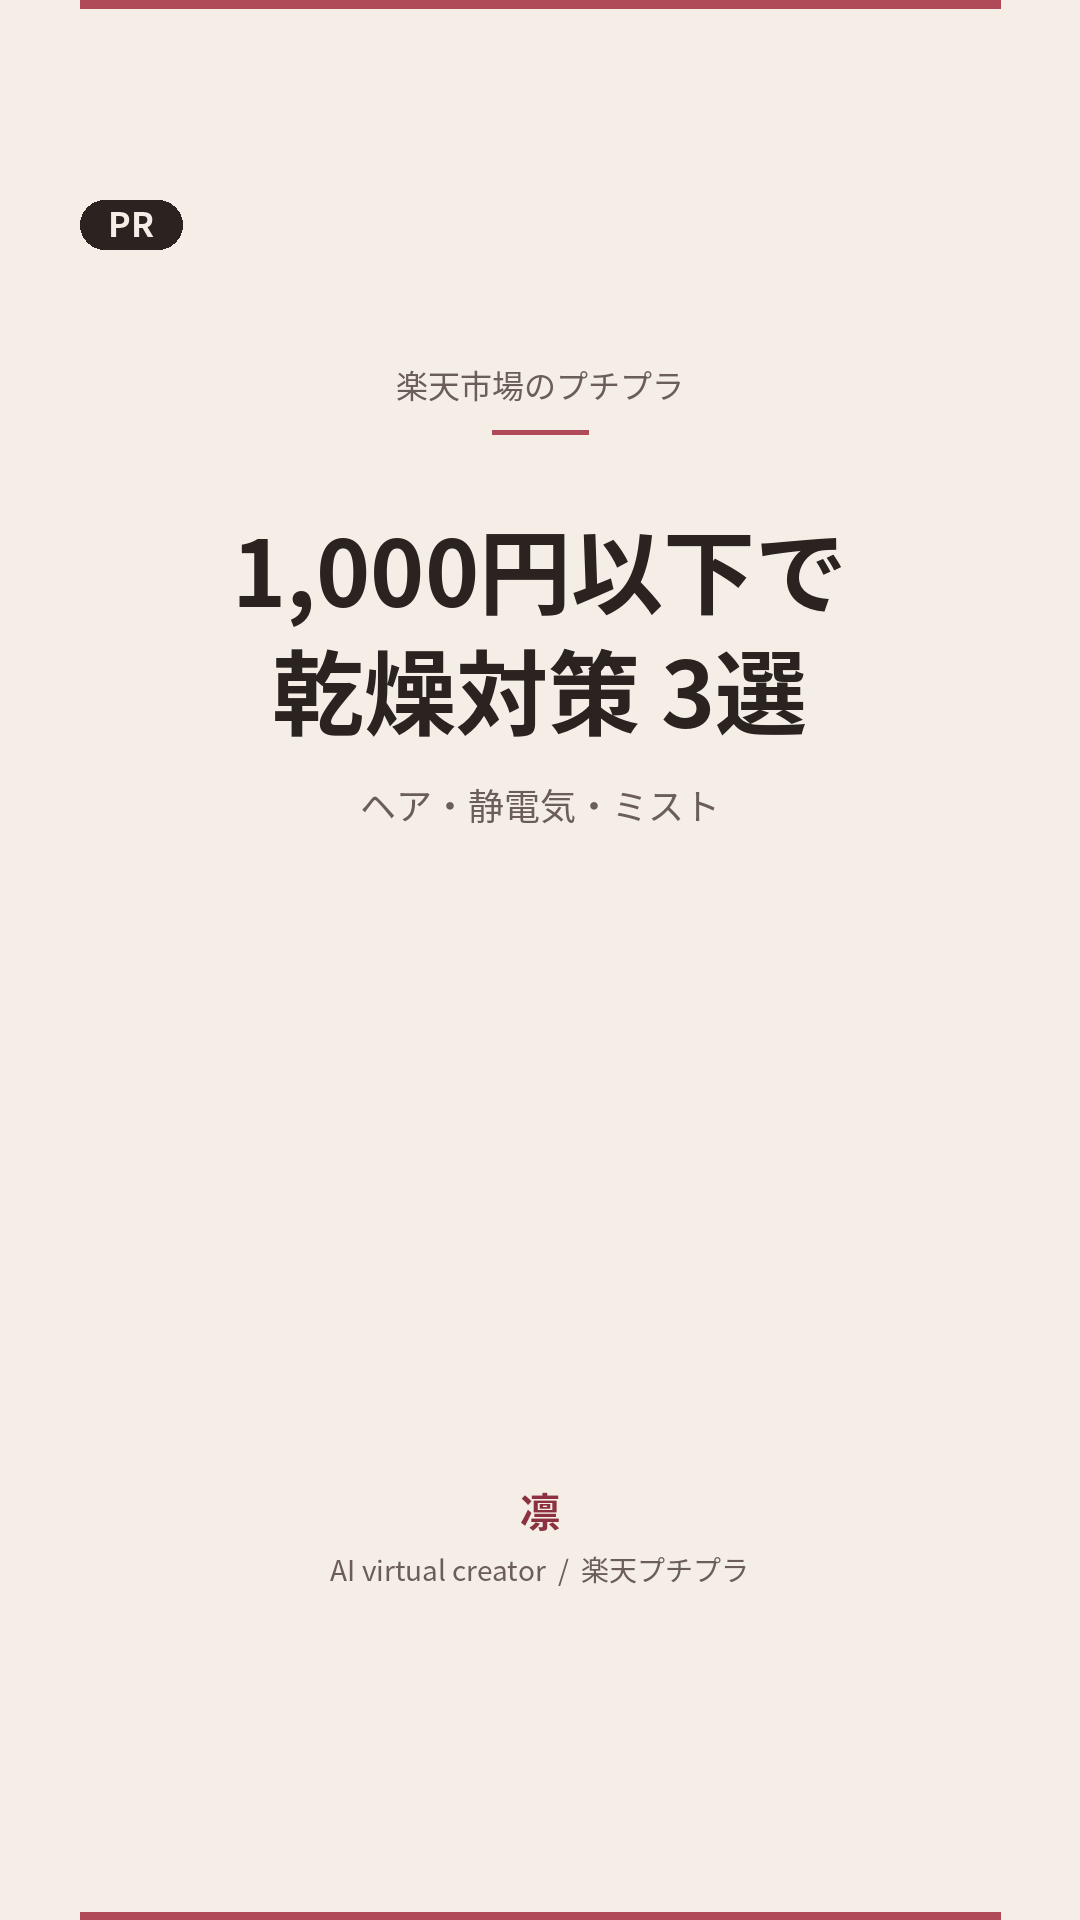 PR
楽天市場のプチプラ
1,000円以下で
乾燥対策 3選
ヘア・静電気・ミスト
凛
AI virtual creator / 楽天プチプラ